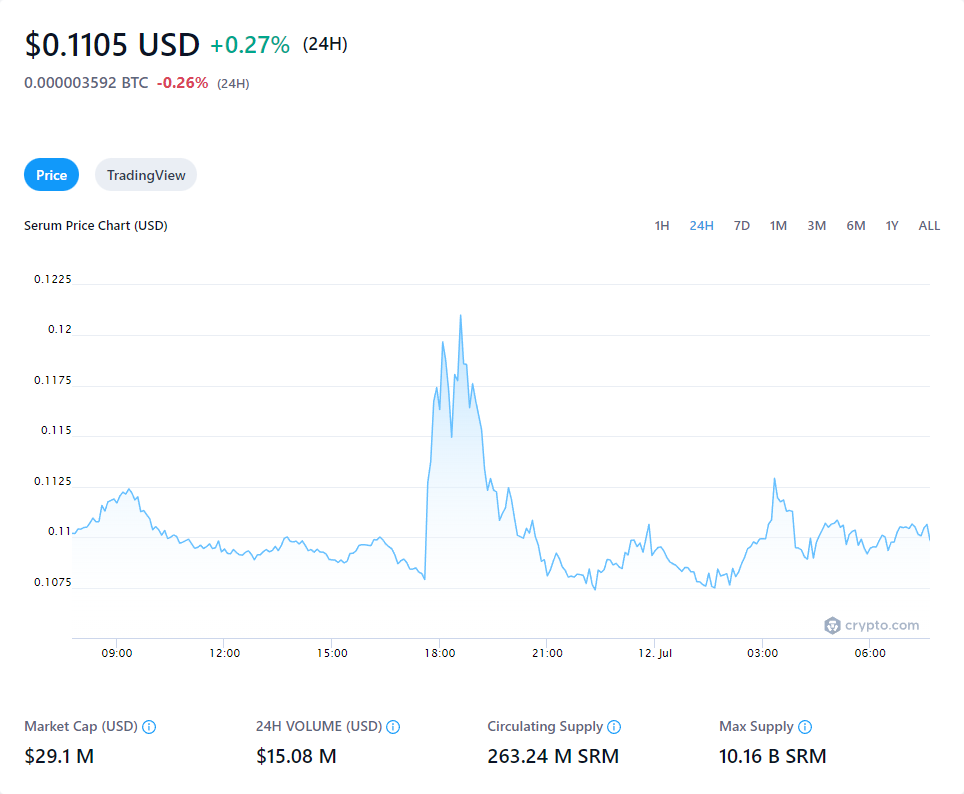 $0.1105 USD +0.27% (24H)
0.000003592 BTC -0.26% (24H)
Price TradingView
Serum Price Chart (USD) 1H 24H 7D 1M 3M 6M 1Y ALL
0.1225
0.12
0.1175
0.115
0.1125
0.11
0.1075
crypto.com
09:00 12:00 15:00 18:00 21:00 12. Jul 03:00 06:00
Market Cap (USD) 24H VOLUME (USD) Circulating Supply Max Supply
$29.1 M $15.08 M 263.24 M SRM 10.16 B SRM